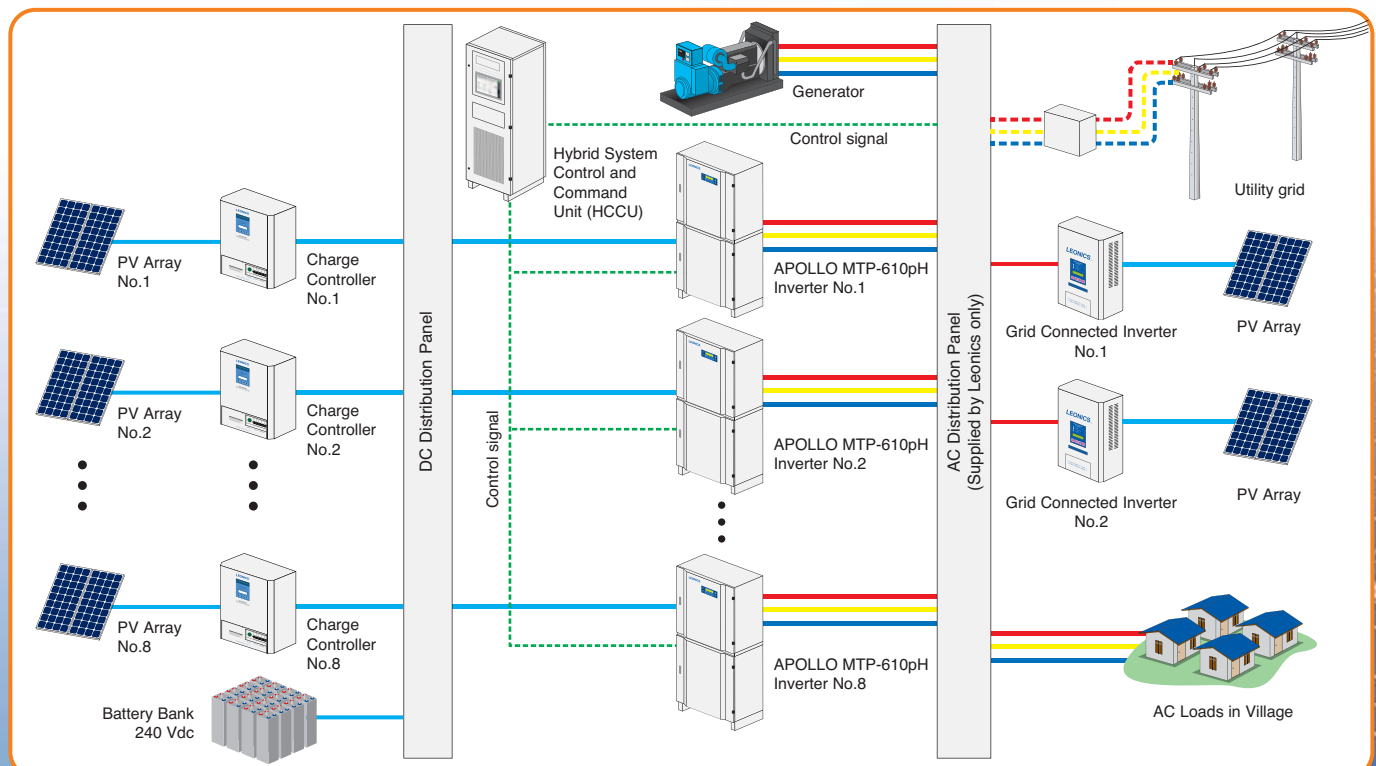 Generator
Control signal
Hybrid System
Control and
Command
Unit (HCCU)
Utility grid
LEONICS
PV Array
No.1
Charge
Controller
No.1
DC Distribution Panel
APOLLO MTP-610pH
Inverter No.1
AC Distribution Panel
(Supplied by Leonics only)
LEONICS
Grid Connected Inverter
No.1
PV Array
LEONICS
PV Array
No.2
Charge
Controller
No.2
Control signal
APOLLO MTP-610pH
Inverter No.2
LEONICS
Grid Connected Inverter
No.2
PV Array
LEONICS
PV Array
No.8
Charge
Controller
No.8
APOLLO MTP-610pH
Inverter No.8
Battery Bank
240 Vdc
AC Loads in Village